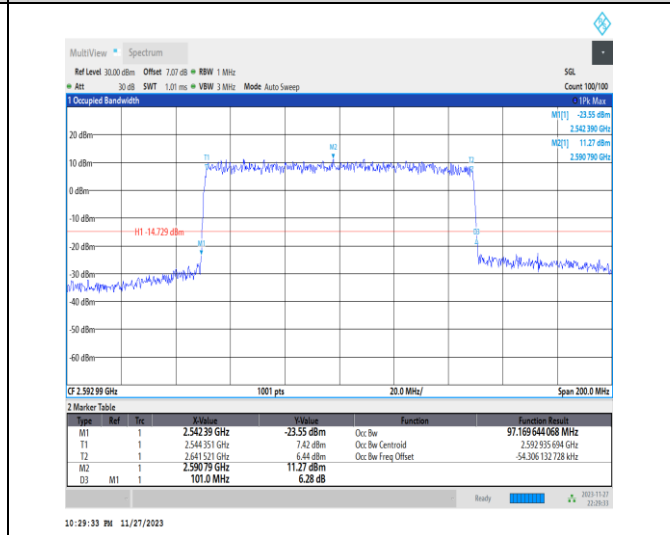 MultiView Spectrum
Ref Level 30.00 dBm Offset 7.07 dB RBW 1 MHz SGL
Att 30 dB SWT 1.01 ms VBW 3 MHz Mode Auto Sweep Count 100/100
1 Occupied Bandwidth 1Pk Max
M1[1] -23.55 dBm
2.542 390 GHz
M2[1] 11.27 dBm
2.590 790 GHz
20 dBm
M2
T1
T2
10 dBm
0 dBm
-10 dBm
H1 -14.729 dBm
D3
M1
-20 dBm
-30 dBm
-40 dBm
-50 dBm
-60 dBm
CF 2.592 99 GHz 1001 pts 20.0 MHz/ Span 200.0 MHz
2 Marker Table
Type Ref Trc X-Value Y-Value Function Function Result
M1 1 2.542 39 GHz -23.55 dBm Occ Bw 97.169 644 068 MHz
T1 1 2.544 351 GHz 7.42 dBm Occ Bw Centroid 2.592 935 694 GHz
T2 1 2.641 521 GHz 6.44 dBm Occ Bw Freq Offset -54.306 132 728 kHz
M2 1 2.590 79 GHz 11.27 dBm
D3 M1 1 101.0 MHz 6.28 dB
Ready 2023-11-27
22:29:33
10:29:33 PM 11/27/2023